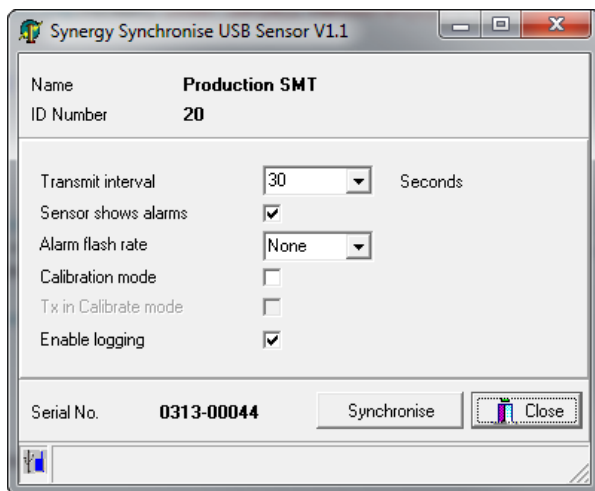 Synergy Synchronise USB Sensor V1.1
Name Production SMT
ID Number 20
Transmit interval 30 Seconds
Sensor shows alarms
Alarm flash rate None
Calibration mode
Tx in Calibrate mode
Enable logging
Serial No. 0313-00044 Synchronise Close